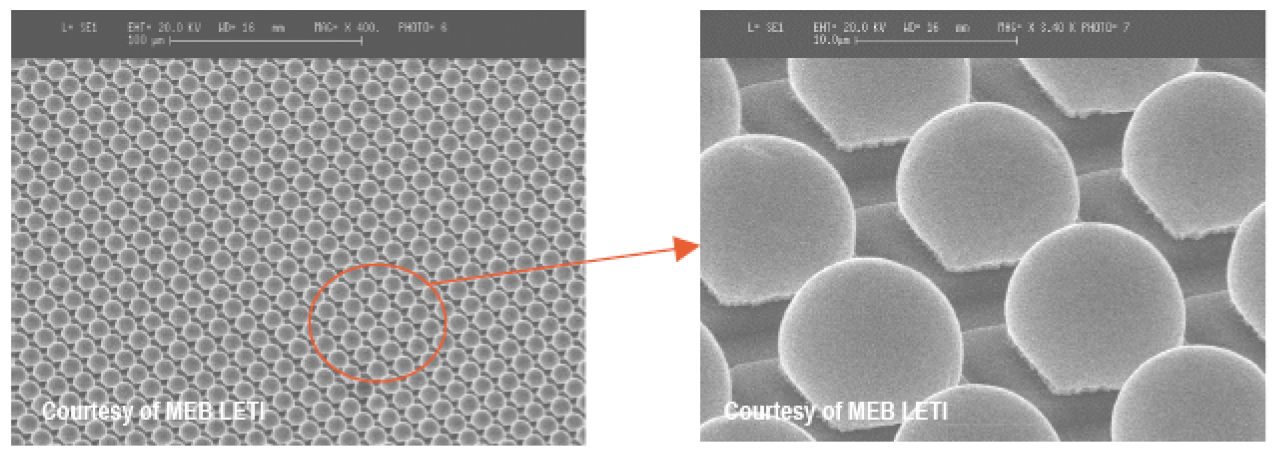 L= SE1 EHT= 20.0 KV WD= 16 mm MAG= X 400. PHOTO= 6
100 µm
Courtesy of MEB LETI
L= SE1 EHT= 20.0 KV WD= 16 mm MAG= X 3.40 K PHOTO= 7
10.0µm
Courtesy of MEB LETI